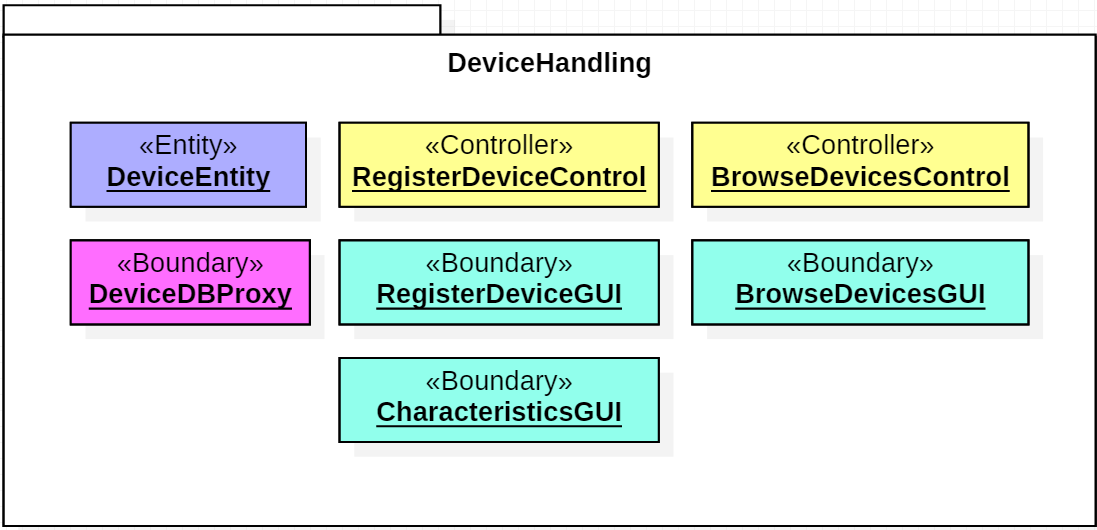 DeviceHandling
«Entity»
DeviceEntity
«Controller»
RegisterDeviceControl
«Controller»
BrowseDevicesControl
«Boundary»
DeviceDBProxy
«Boundary»
RegisterDeviceGUI
«Boundary»
BrowseDevicesGUI
«Boundary»
CharacteristicsGUI